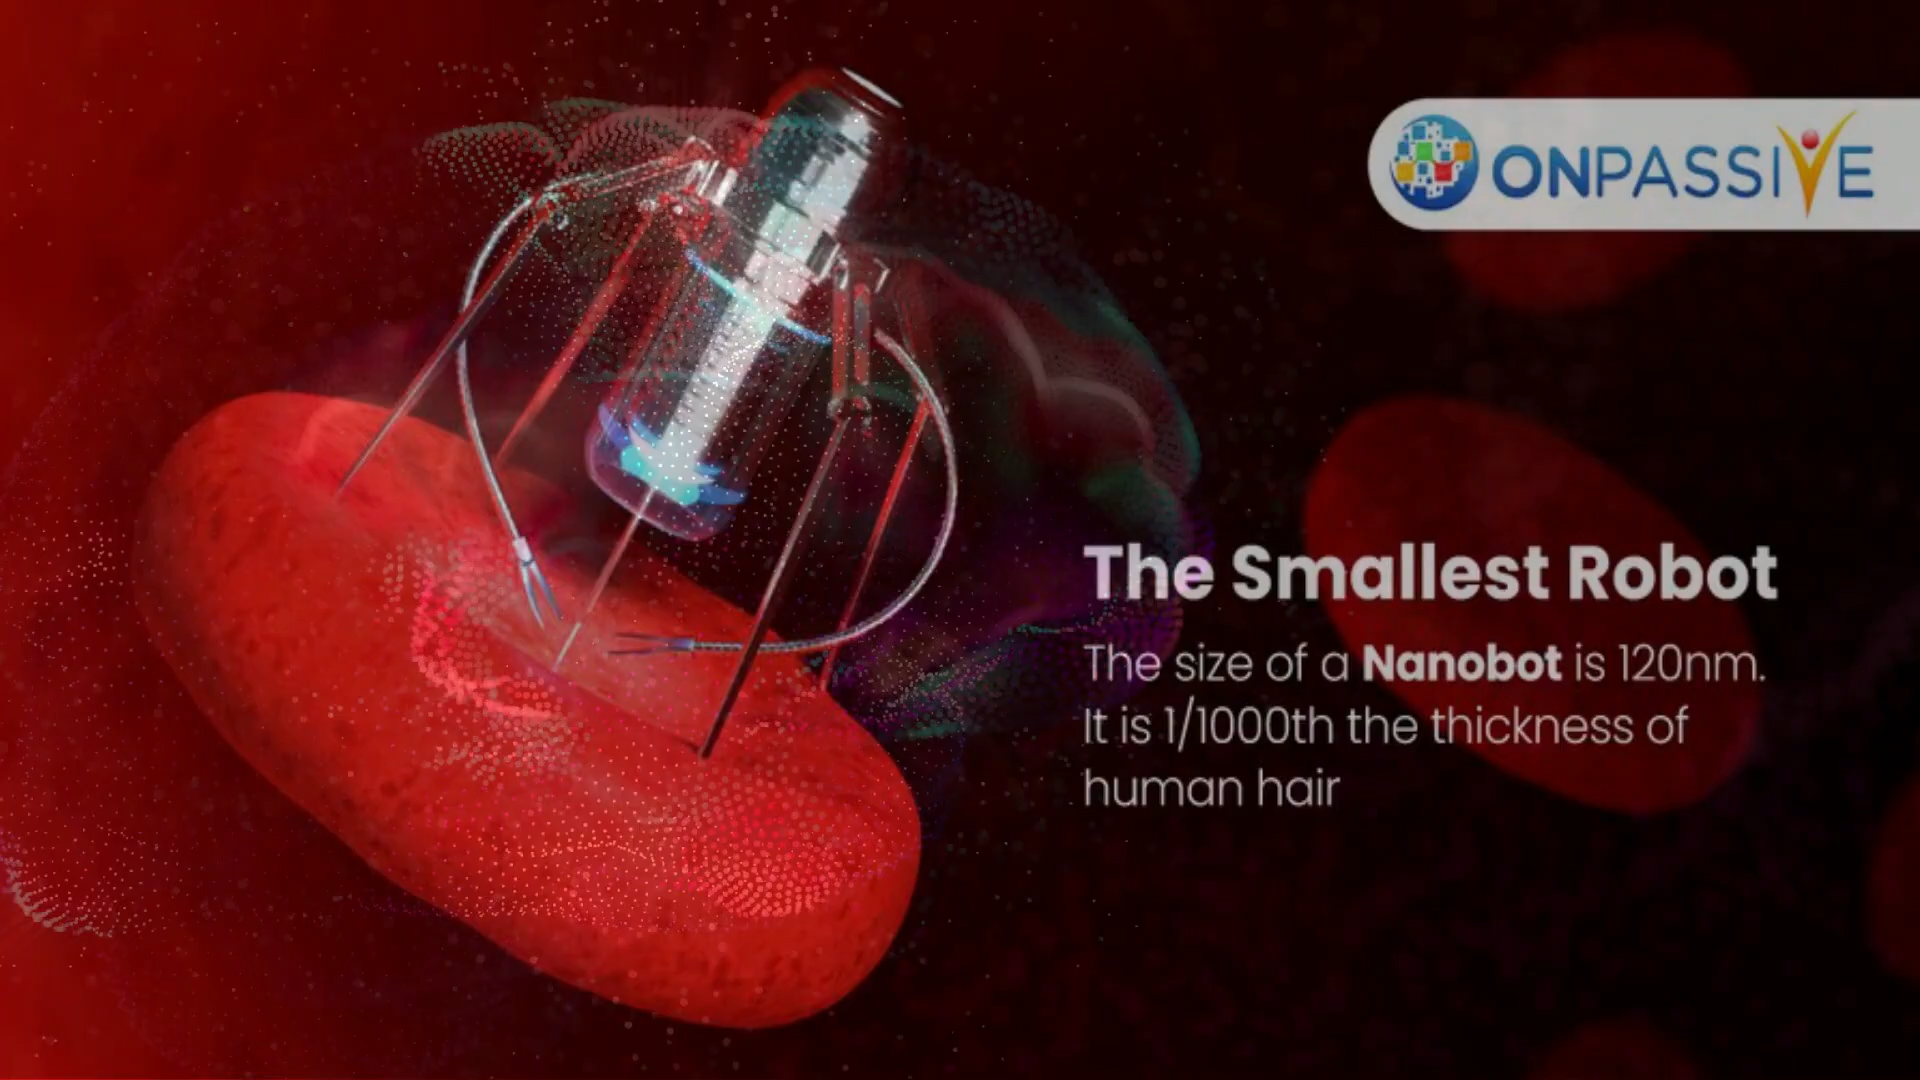 ONPASSIVE
The Smallest Robot
The size of a Nanobot is 120nm.
It is 1/1000th the thickness of
human hair